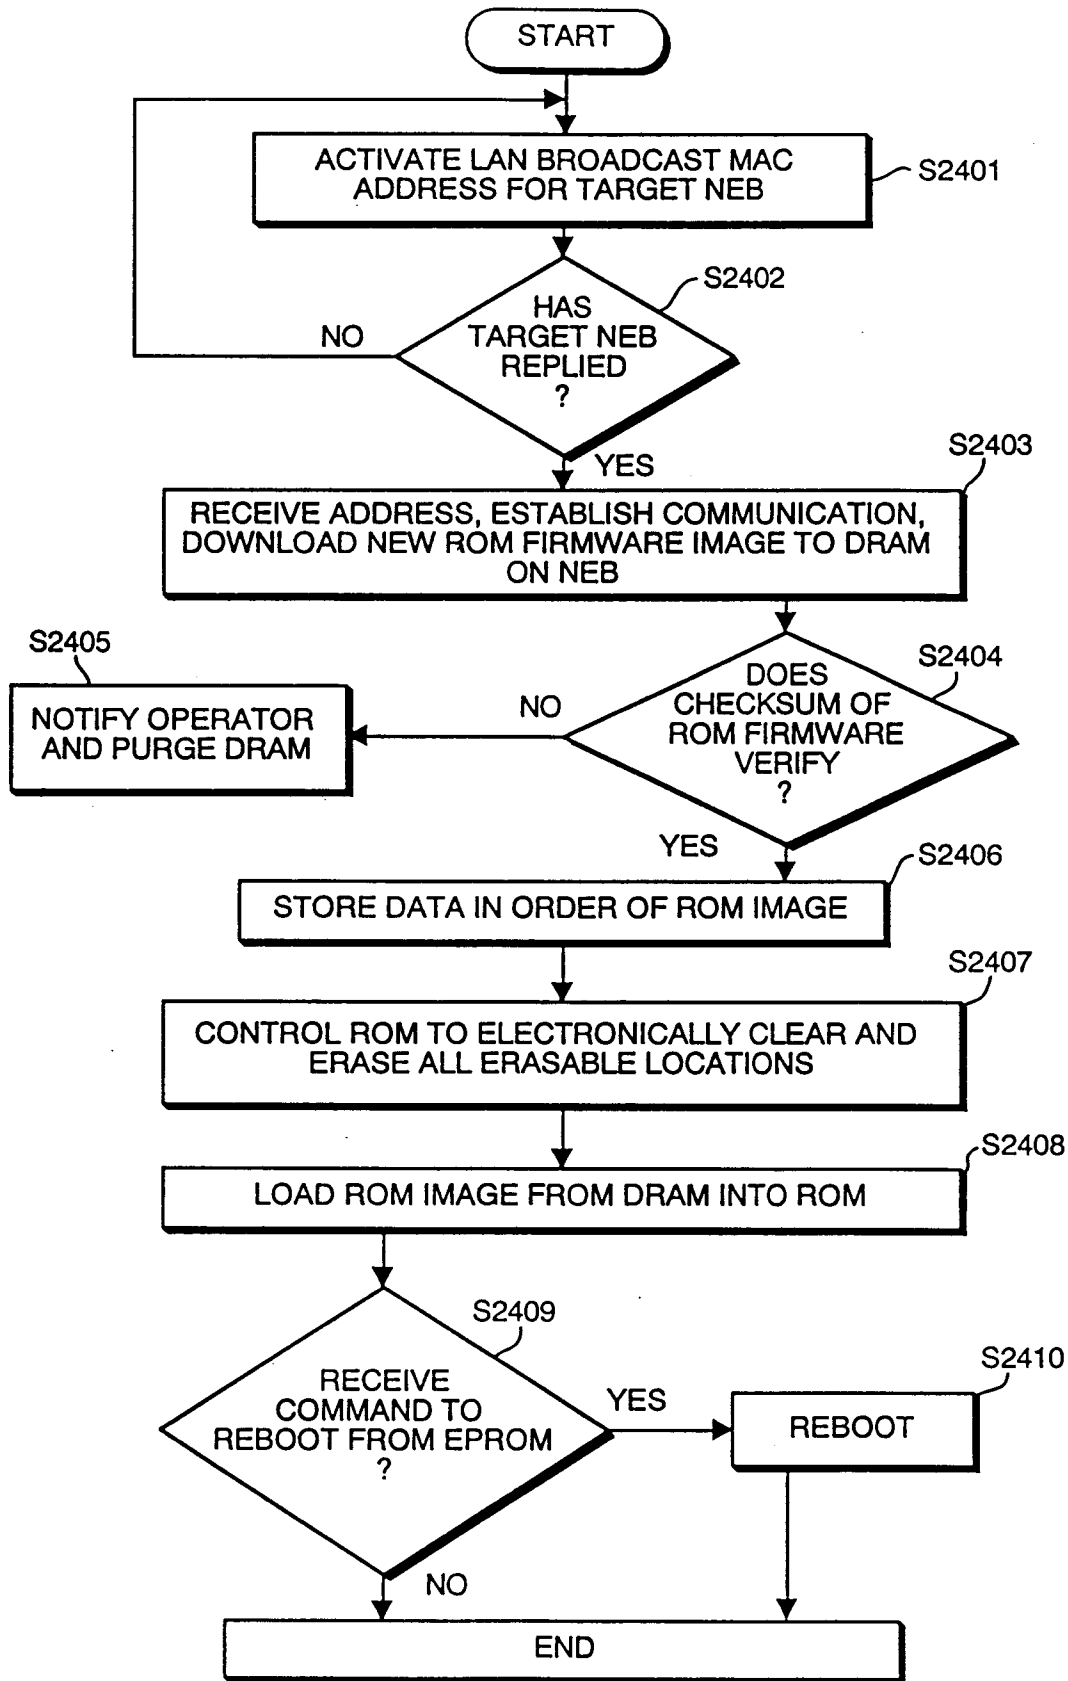 START
ACTIVATE LAN BROADCAST MAC
ADDRESS FOR TARGET NEB
S2401
S2402
HAS
TARGET NEB
REPLIED
?
NO
YES
S2403
RECEIVE ADDRESS, ESTABLISH COMMUNICATION,
DOWNLOAD NEW ROM FIRMWARE IMAGE TO DRAM
ON NEB
S2405
NOTIFY OPERATOR
AND PURGE DRAM
NO
S2404
DOES
CHECKSUM OF
ROM FIRMWARE
VERIFY
?
YES
S2406
STORE DATA IN ORDER OF ROM IMAGE
S2407
CONTROL ROM TO ELECTRONICALLY CLEAR AND
ERASE ALL ERASABLE LOCATIONS
S2408
LOAD ROM IMAGE FROM DRAM INTO ROM
S2409
RECEIVE
COMMAND TO
REBOOT FROM EPROM
?
YES
S2410
REBOOT
NO
END